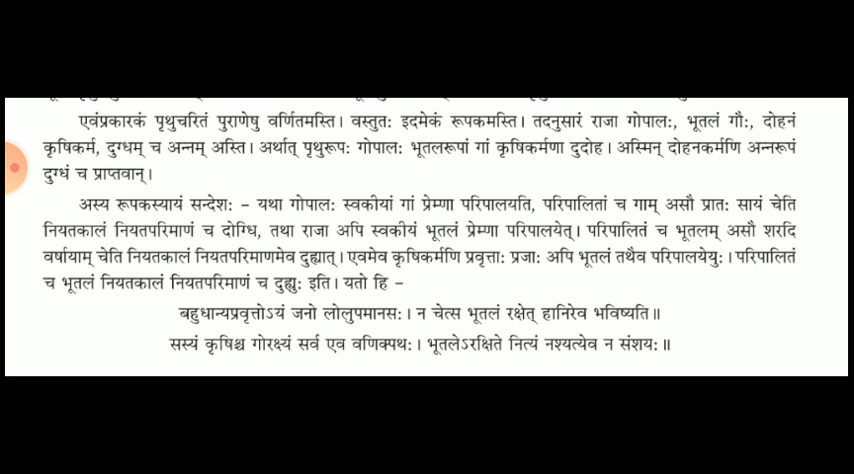 एवंप्रकारकं पृथुचरितं पुराणेषु वर्णितमस्ति। वस्तुत: इदमेकं रूपकमस्ति। तदनुसारं राजा गोपाल:, भूतलं गौ:, दोहनं
कृषिकर्म, दुग्धम् च अन्नम् अस्ति। अर्थात् पृथुरूप: गोपाल: भूतलरूपां गां कृषिकर्मणा दुदोह। अस्मिन् दोहनकर्मणि अन्नरूपं
दुग्धं च प्राप्तवान्।
अस्य रूपकस्यायं सन्देश: – यथा गोपाल: स्वकीयां गां प्रेम्णा परिपालयति, परिपालितां च गाम् असौ प्रात: सायं चेति
नियतकालं नियतपरिमाणं च दोग्धि, तथा राजा अपि स्वकीयं भूतलं प्रेम्णा परिपालयेत्। परिपालितं च भूतलम् असौ शरदि
वर्षायाम् चेति नियतकालं नियतपरिमाणमेव दुह्यात्। एवमेव कृषिकर्मणि प्रवृत्ता: प्रजा: अपि भूतलं तथैव परिपालयेयु:। परिपालितं
च भूतलं नियतकालं नियतपरिमाणं च दुह्यु: इति। यतो हि –
बहुधान्यप्रवृत्तोऽयं जनो लोलुपमानस:। न चेत्स भूतलं रक्षेत् हानिरेव भविष्यति॥
सस्यं कृषिश्च गोरक्ष्यं सर्व एव वणिक्पथ:। भूतलेऽरक्षिते नित्यं नश्यत्येव न संशय:॥